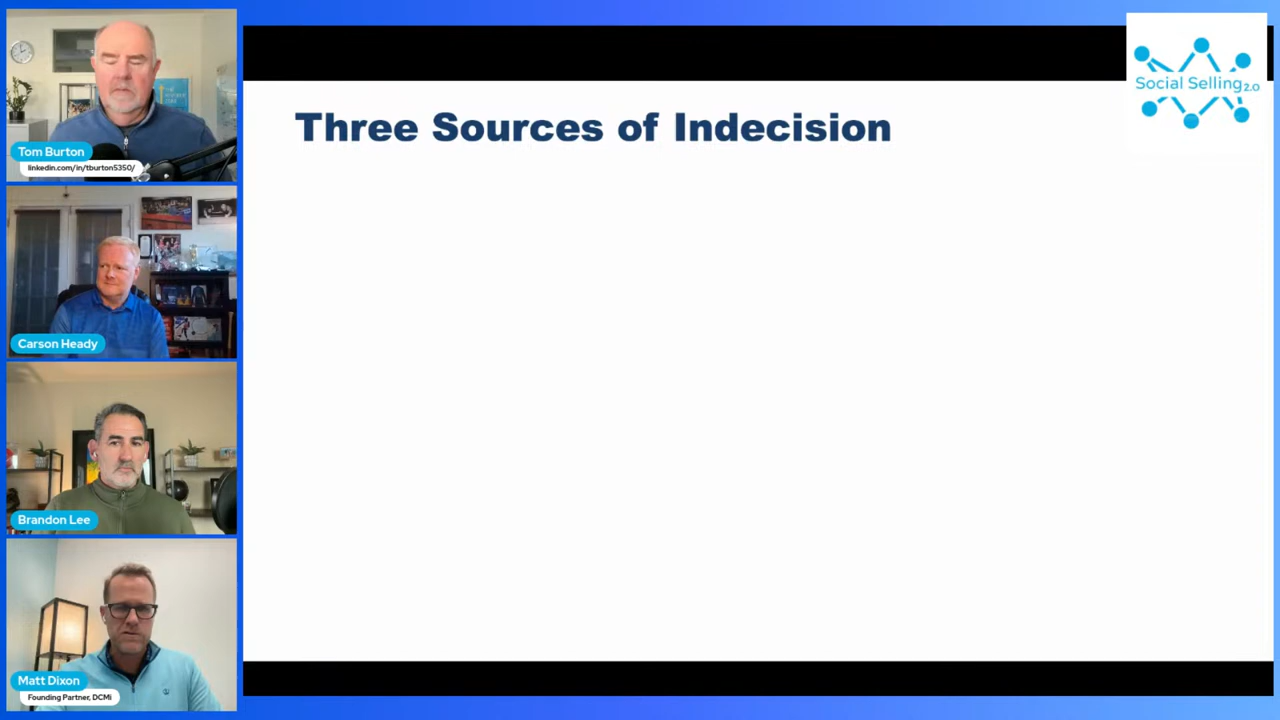 Tom Burton
linkedin.com/in/tburton5350/
Carson Heady
Brandon Lee
Matt Dixon
Founding Partner, DCMi
Three Sources of Indecision
Social Selling 2.0